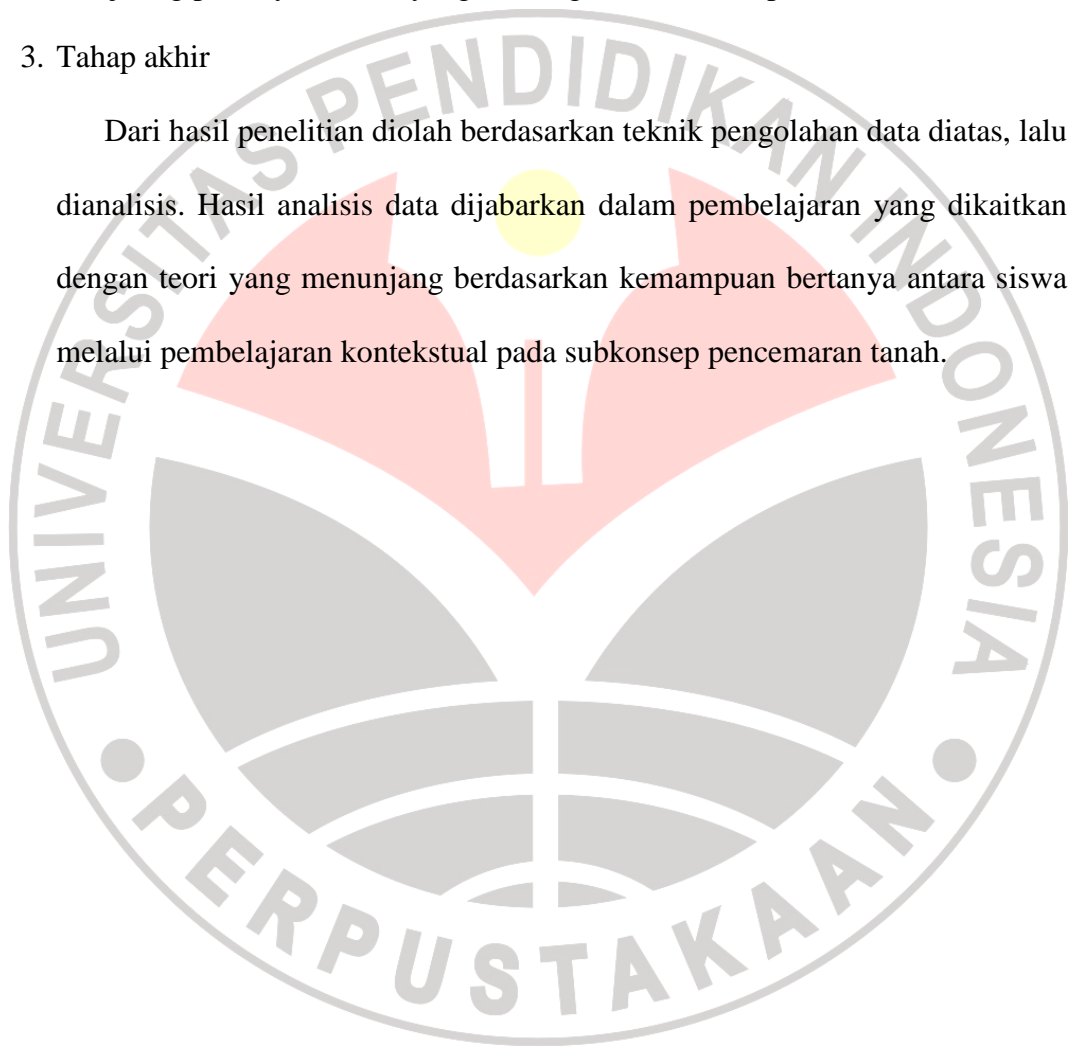 3. Tahap akhir
Dari hasil penelitian diolah berdasarkan teknik pengolahan data diatas, lalu
dianalisis. Hasil analisis data dijabarkan dalam pembelajaran yang dikaitkan
dengan teori yang menunjang berdasarkan kemampuan bertanya antara siswa
melalui pembelajaran kontekstual pada subkonsep pencemaran tanah.
UNIVERSITAS PENDIDIKAN INDONESIA
PERPUSTAKAAN